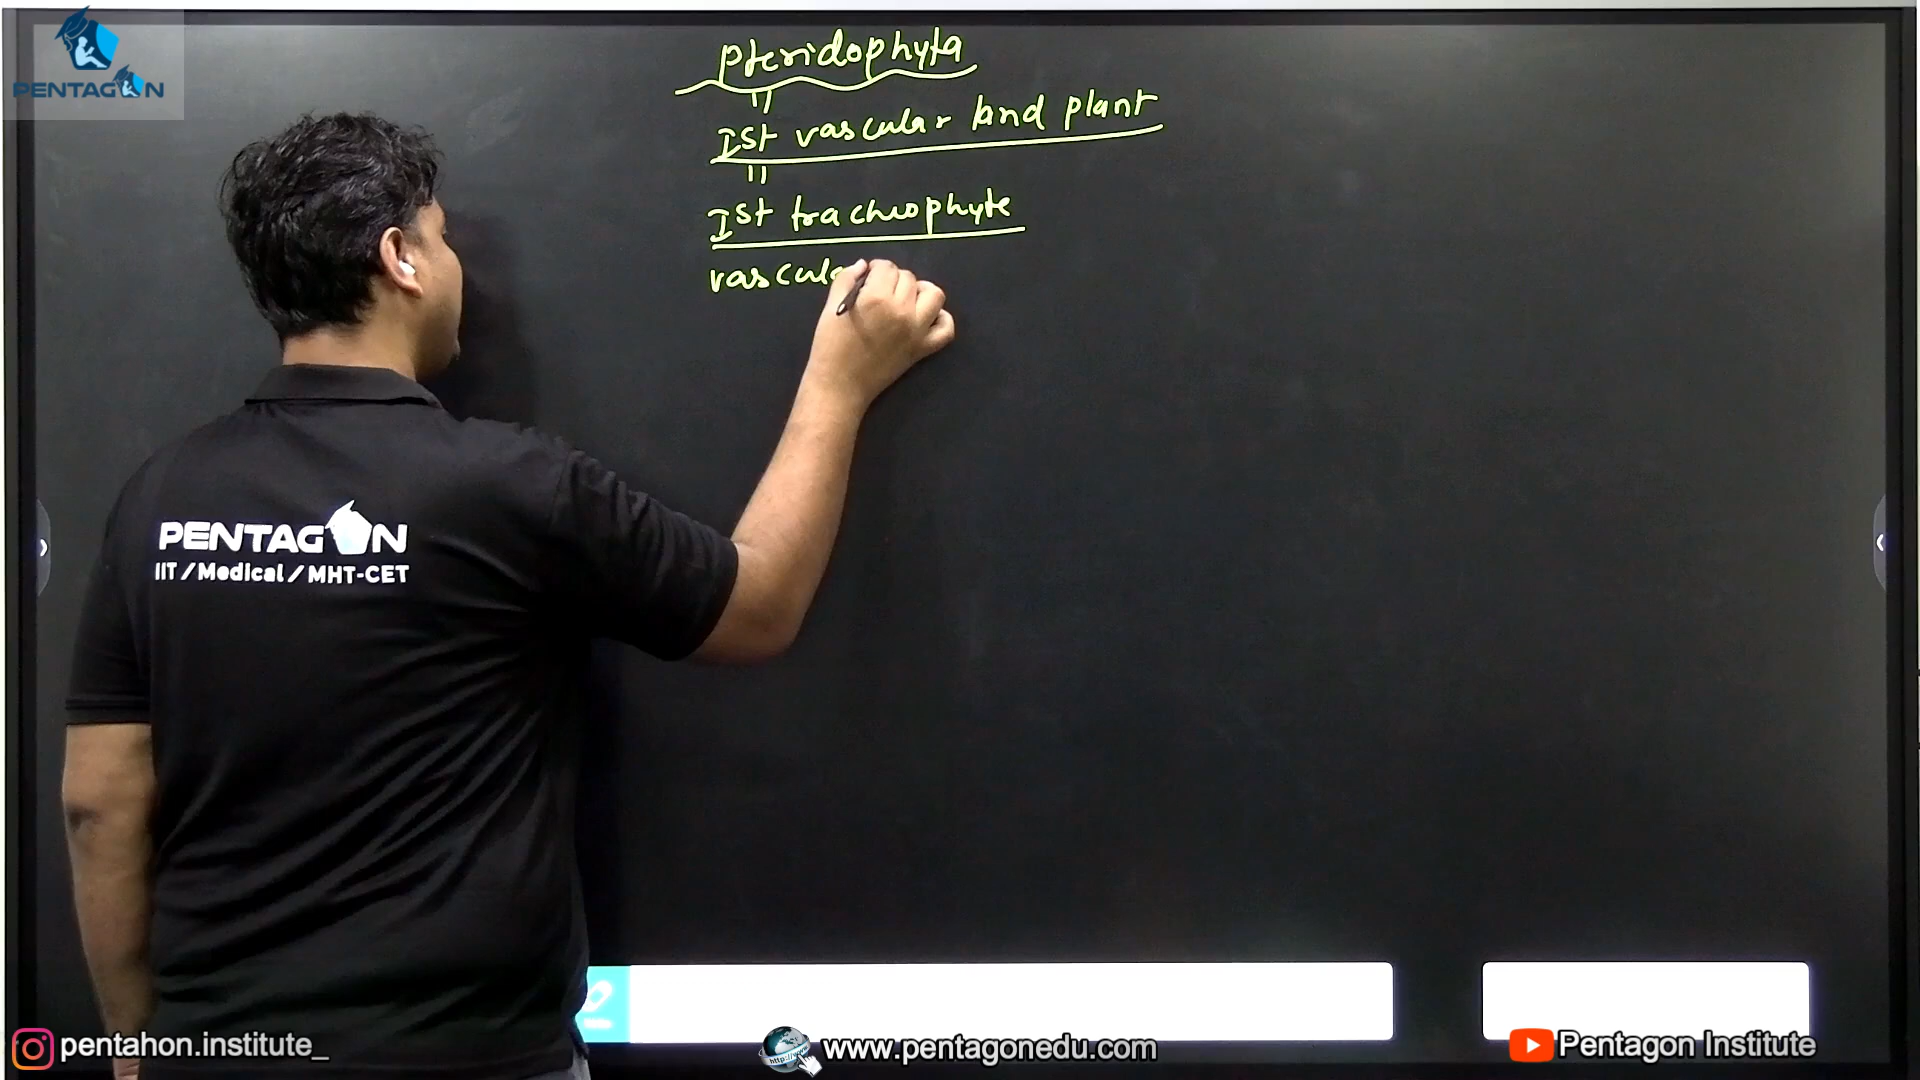 PENTAGON
Pteridophyta
Ist vascular land plant
Ist tracheophyte
vascula
PENTAGON
IIT / Medical / MHT-CET
pentahon.institute_
www.pentagonedu.com
Pentagon Institute